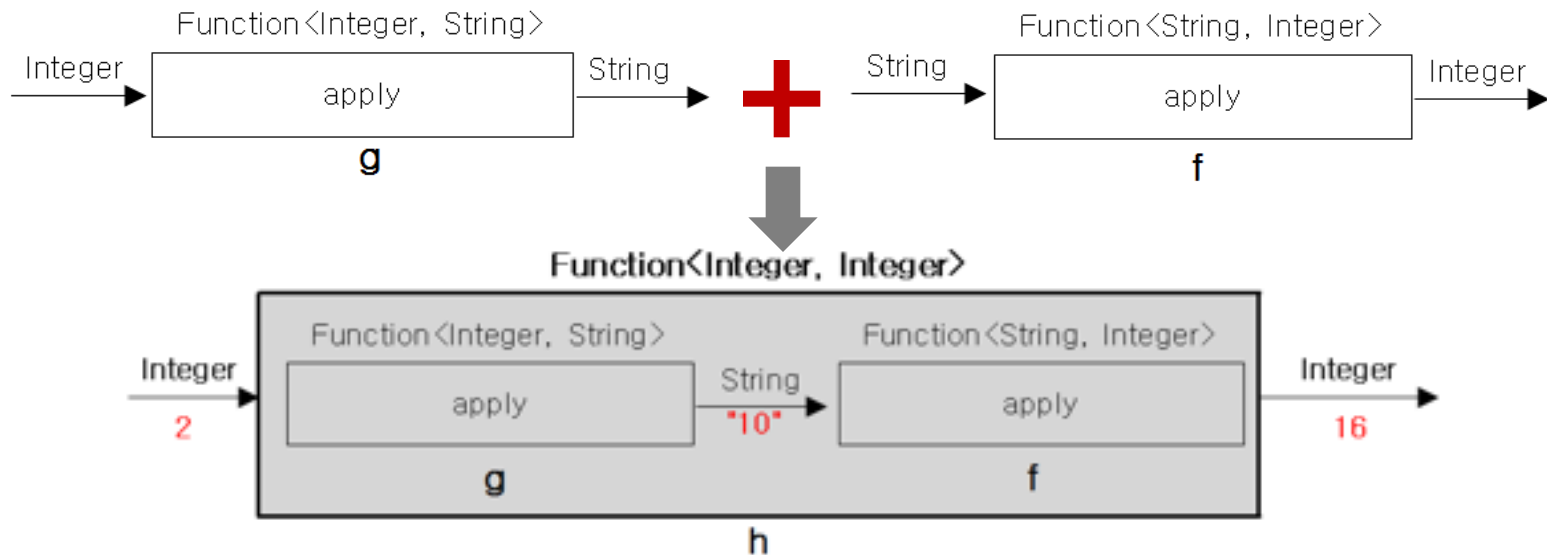 Function<Integer, String>
Integer
apply
String
g
Function<String, Integer>
String
apply
Integer
f
Function<Integer, Integer>
Integer
2
Function<Integer, String>
apply
g
String
"10"
Function<String, Integer>
apply
f
Integer
16
h